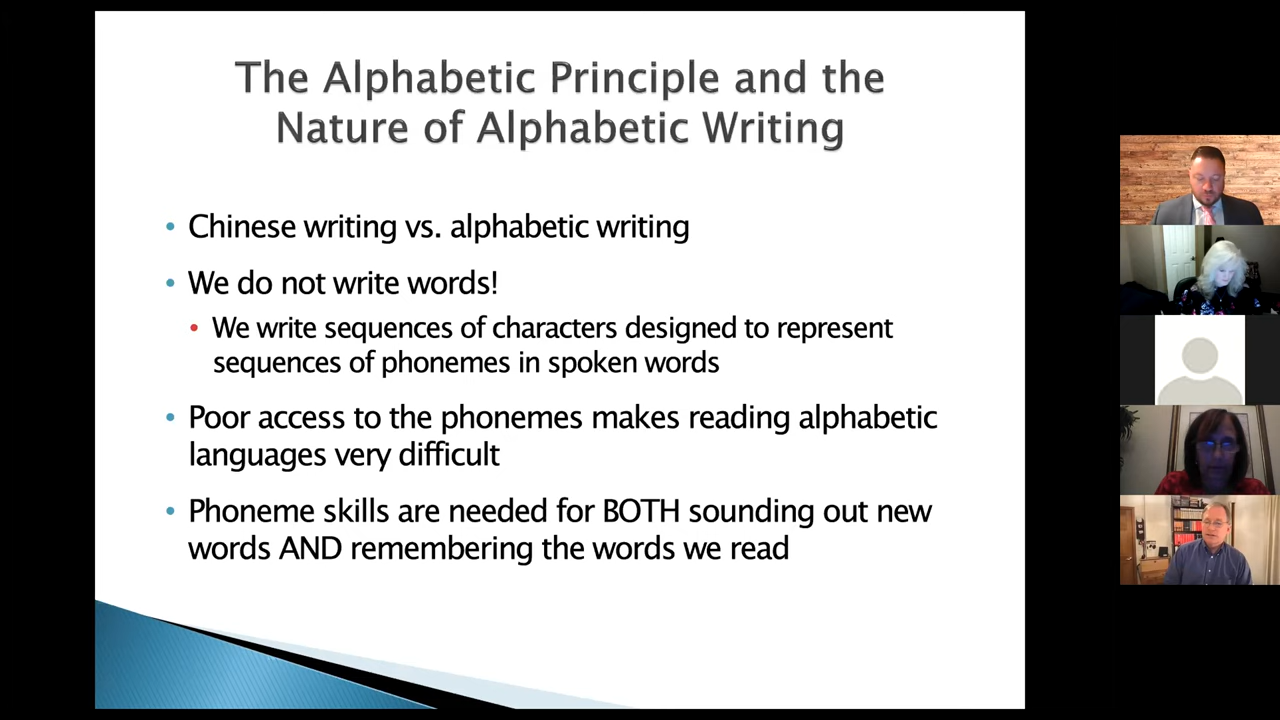 The Alphabetic Principle and the
Nature of Alphabetic Writing
• Chinese writing vs. alphabetic writing
• We do not write words!
• We write sequences of characters designed to represent
sequences of phonemes in spoken words
• Poor access to the phonemes makes reading alphabetic
languages very difficult
• Phoneme skills are needed for BOTH sounding out new
words AND remembering the words we read